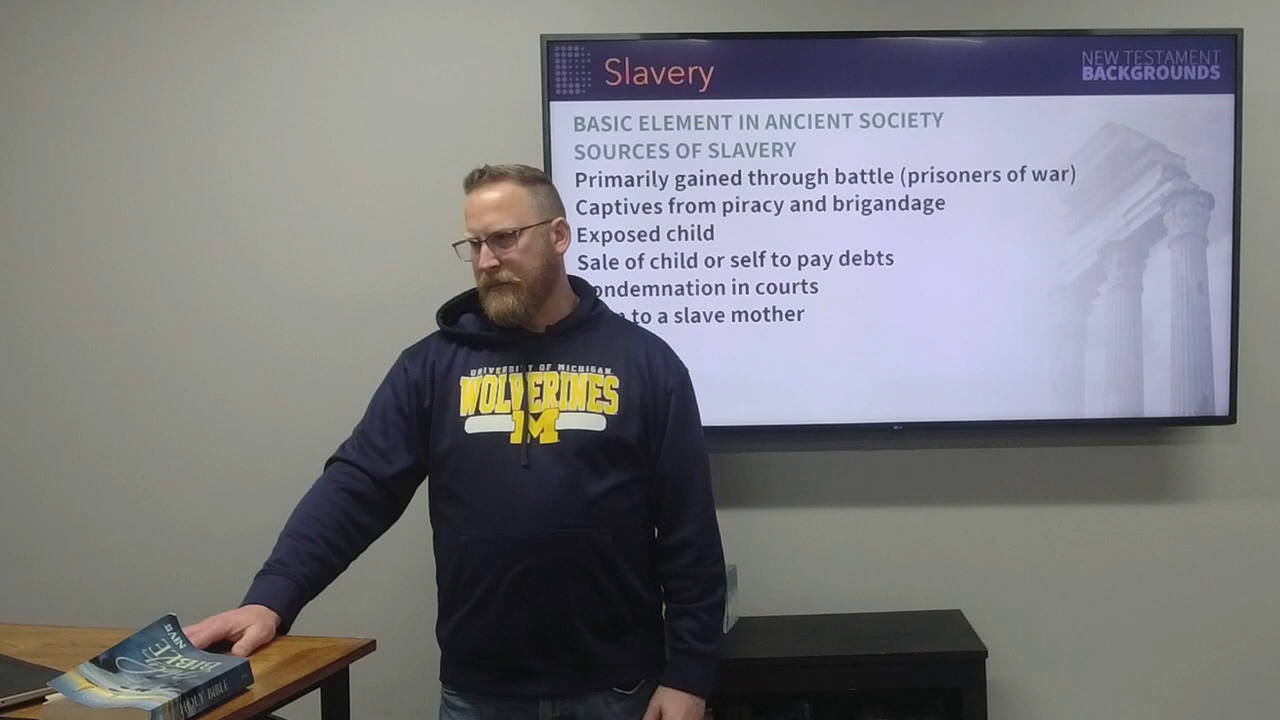 Slavery
NEW TESTAMENT
BACKGROUNDS
BASIC ELEMENT IN ANCIENT SOCIETY
SOURCES OF SLAVERY
Primarily gained through battle (prisoners of war)
Captives from piracy and brigandage
Exposed child
Sale of child or self to pay debts
ondemnation in courts
to a slave mother
UNIVERSITY OF MICHIGAN
WOLVERINES
M
HOLY BIBLE
NIV
BIBLE